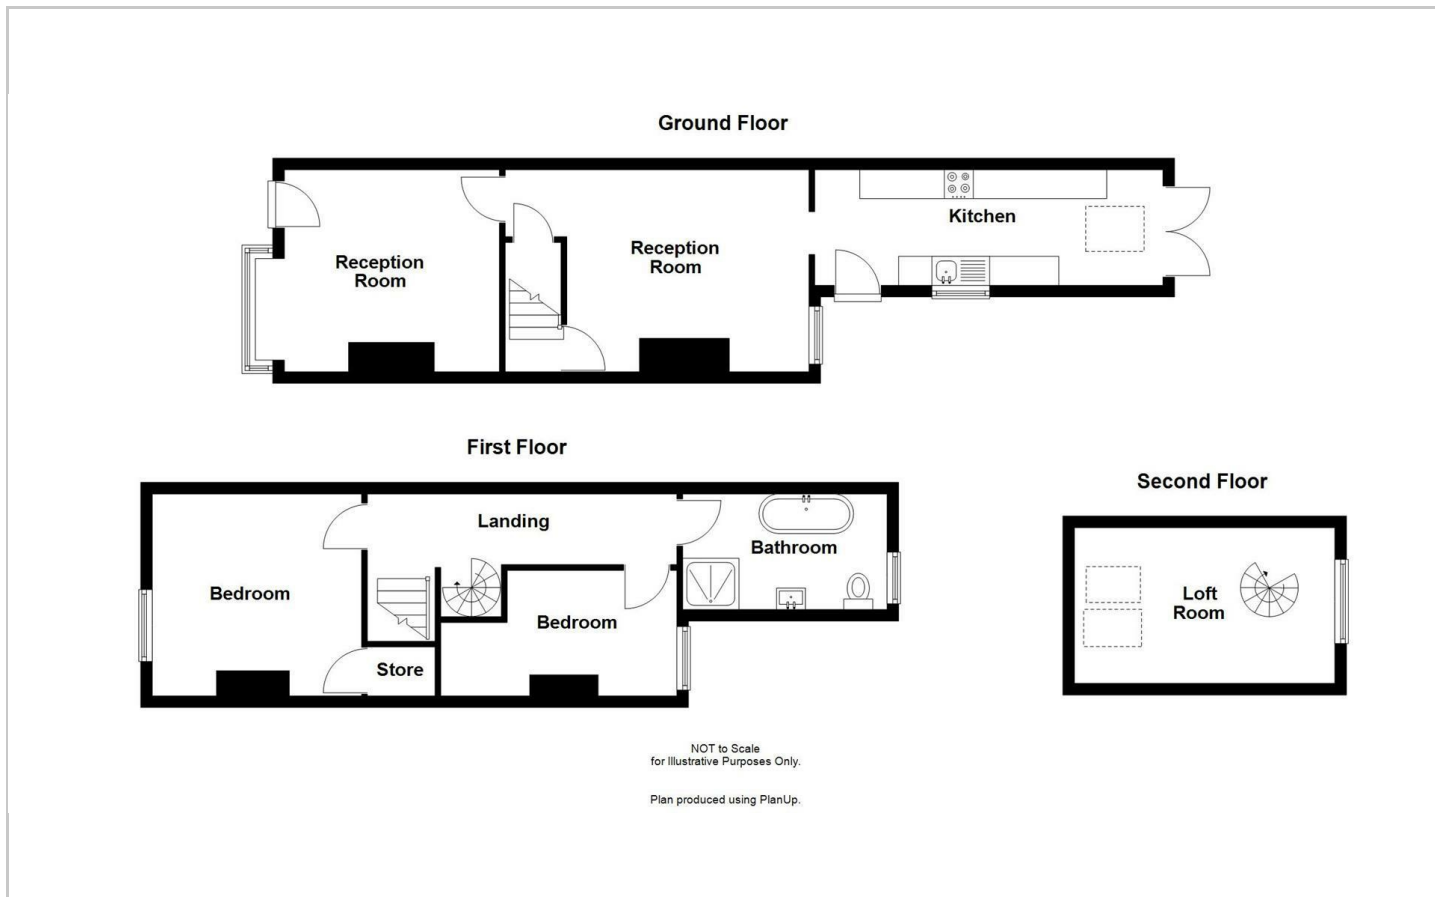 Ground Floor
Reception
Room
Reception
Room
Kitchen
First Floor
Landing
Bathroom
Bedroom
Bedroom
Store
Second Floor
Loft
Room
NOT to Scale
for Illustrative Purposes Only.
Plan produced using PlanUp.